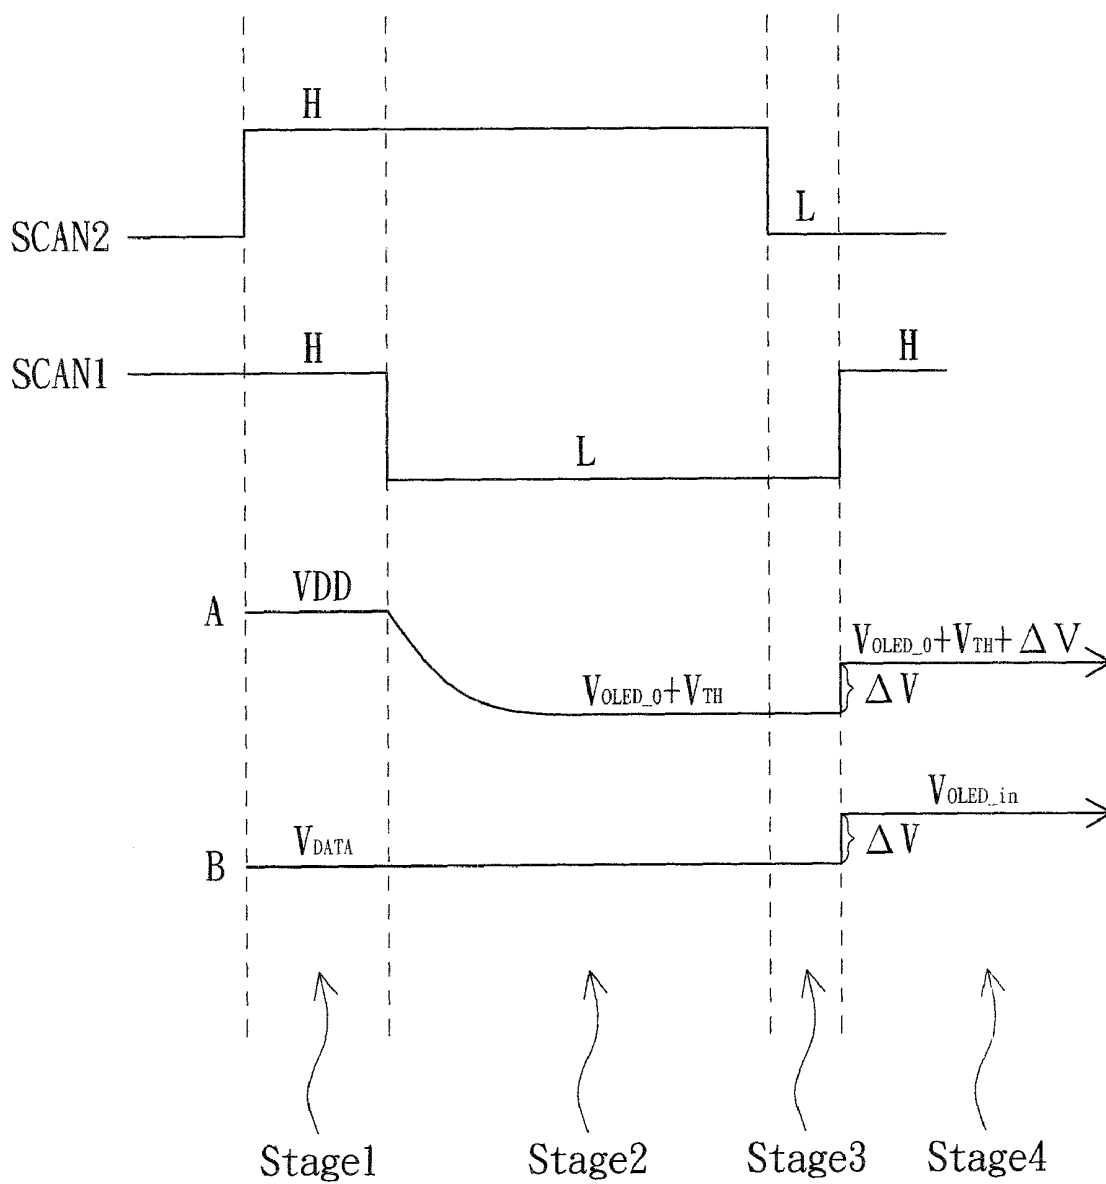 H
L
SCAN2
H
H
SCAN1
L
VDD
A
VOLED_0+VTH+ΔV
VOLED_0+VTH
ΔV
VOLED_in
VDATA
ΔV
B
Stage1
Stage2
Stage3
Stage4